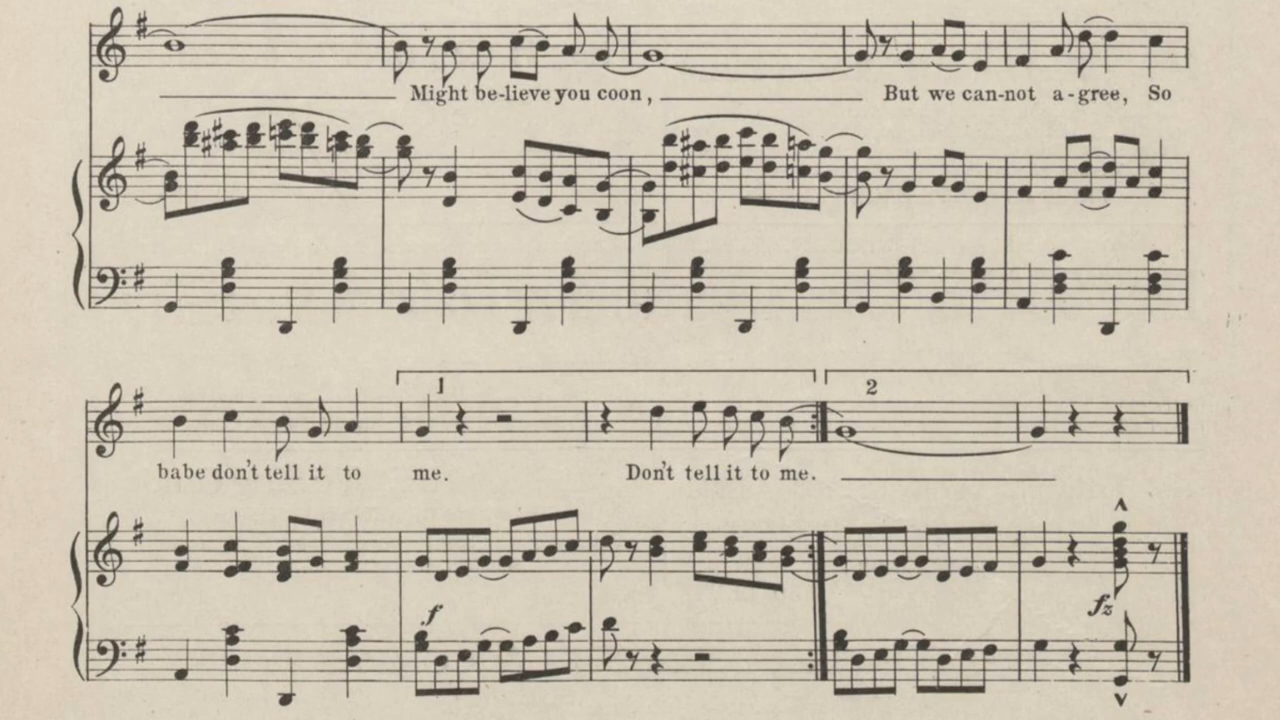 Might be-lieve you coon, But we can-not a-gree, So
1 2
babe don't tell it to me. Don't tell it to me.
f
fz